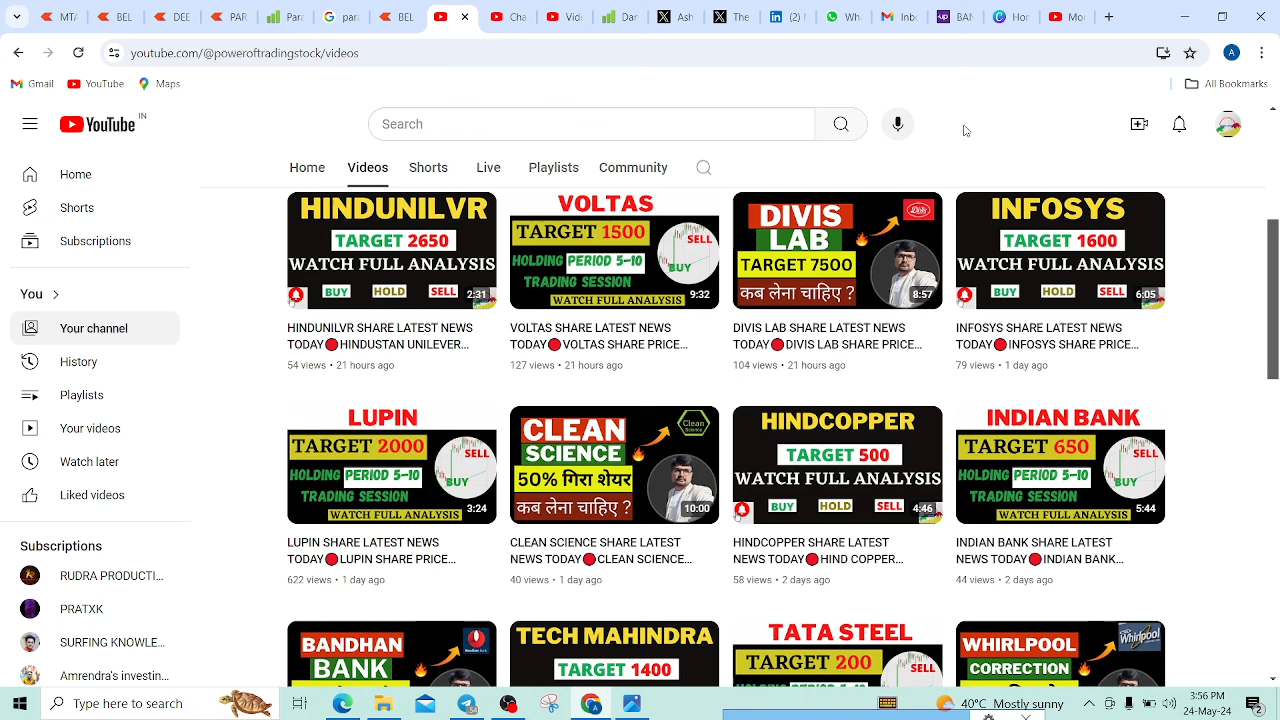 (2)
Ash
The
(2)
Wha
Mail
BAN
Mo
youtube.com/@poweroftradingstock/videos
A
Gmail
YouTube
Maps
All Bookmarks
YouTube IN
Search
Home
Videos
Shorts
Live
Playlists
Community
Home
Shorts
Subscriptions
You
Your channel
History
Playlists
Your videos
Watch later
Liked videos
Subscriptions
RUDRA PRODUCTI...
PRATXK
SURFING KNOWLE...
HINDUNILVR
TARGET 2650
WATCH FULL ANALYSIS
BUY HOLD SELL 2:31
HINDUNILVR SHARE LATEST NEWS
TODAY🔴HINDUSTAN UNILEVER...
54 views • 21 hours ago
VOLTAS
TARGET 1500
SELL
HOLDING PERIOD 5-10
BUY
TRADING SESSION
9:32
WATCH FULL ANALYSIS
VOLTAS SHARE LATEST NEWS
TODAY🔴VOLTAS SHARE PRICE...
127 views • 21 hours ago
DIVIS
LAB
Divi's
TARGET 7500
कब लेना चाहिए ?
8:57
DIVIS LAB SHARE LATEST NEWS
TODAY🔴DIVIS LAB SHARE PRICE...
104 views • 21 hours ago
INFOSYS
TARGET 1600
WATCH FULL ANALYSIS
BUY HOLD SELL 6:05
INFOSYS SHARE LATEST NEWS
TODAY🔴INFOSYS SHARE PRICE...
79 views • 1 day ago
LUPIN
TARGET 2000
SELL
HOLDING PERIOD 5-10
BUY
TRADING SESSION
3:24
WATCH FULL ANALYSIS
LUPIN SHARE LATEST NEWS
TODAY🔴LUPIN SHARE PRICE...
622 views • 1 day ago
CLEAN
SCIENCE
Clean
Science
50% गिरा शेयर
कब लेना चाहिए ?
10:00
CLEAN SCIENCE SHARE LATEST
NEWS TODAY🔴CLEAN SCIENCE...
40 views • 1 day ago
HINDCOPPER
TARGET 500
WATCH FULL ANALYSIS
BUY HOLD SELL 4:46
HINDCOPPER SHARE LATEST
NEWS TODAY🔴HIND COPPER...
58 views • 2 days ago
INDIAN BANK
TARGET 650
SELL
HOLDING PERIOD 5-10
BUY
TRADING SESSION
5:44
WATCH FULL ANALYSIS
INDIAN BANK SHARE LATEST
NEWS TODAY🔴INDIAN BANK...
44 views • 2 days ago
BANDHAN
BANK
TECH MAHINDRA
TARGET 1400
TATA STEEL
TARGET 200
SELL
WHIRLPOOL
Whirlpool
CORRECTION
Type here to search
40°C Mostly sunny
3:56 PM
24-May-24
2